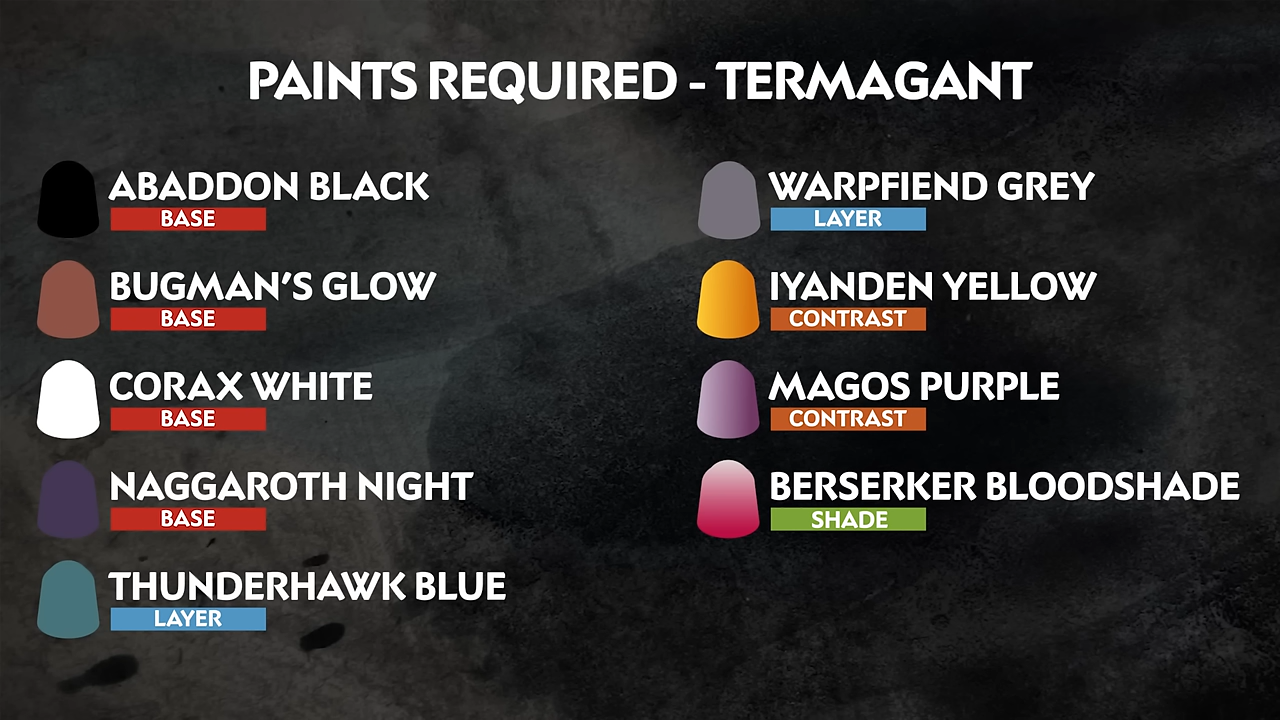 PAINTS REQUIRED - TERMAGANT
ABADDON BLACK
BASE
BUGMAN'S GLOW
BASE
CORAX WHITE
BASE
NAGGAROTH NIGHT
BASE
THUNDERHAWK BLUE
LAYER
WARPFIEND GREY
LAYER
IYANDEN YELLOW
CONTRAST
MAGOS PURPLE
CONTRAST
BERSERKER BLOODSHADE
SHADE